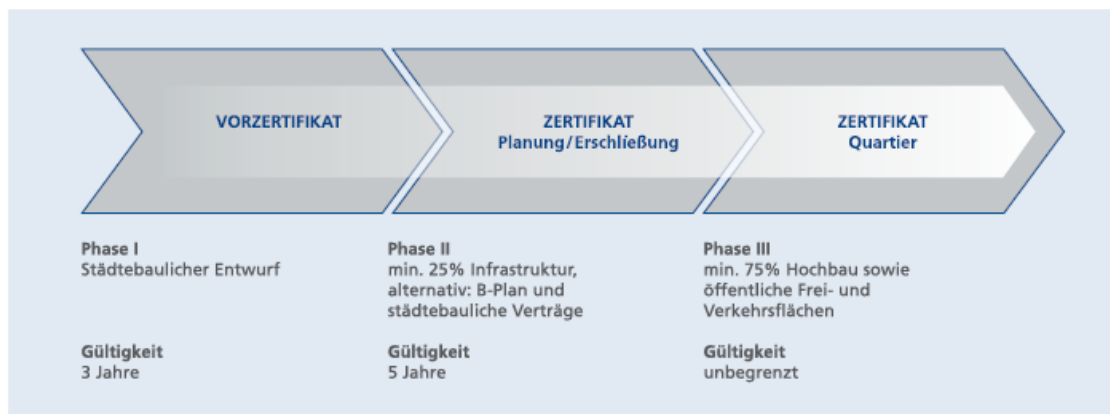 VORZERTIFIKAT
ZERTIFIKAT
Planung/Erschließung
ZERTIFIKAT
Quartier
Phase I
Städtebaulicher Entwurf
Gültigkeit
3 Jahre
Phase II
min. 25% Infrastruktur,
alternativ: B-Plan und
städtebauliche Verträge
Gültigkeit
5 Jahre
Phase III
min. 75% Hochbau sowie
öffentliche Frei- und
Verkehrsflächen
Gültigkeit
unbegrenzt